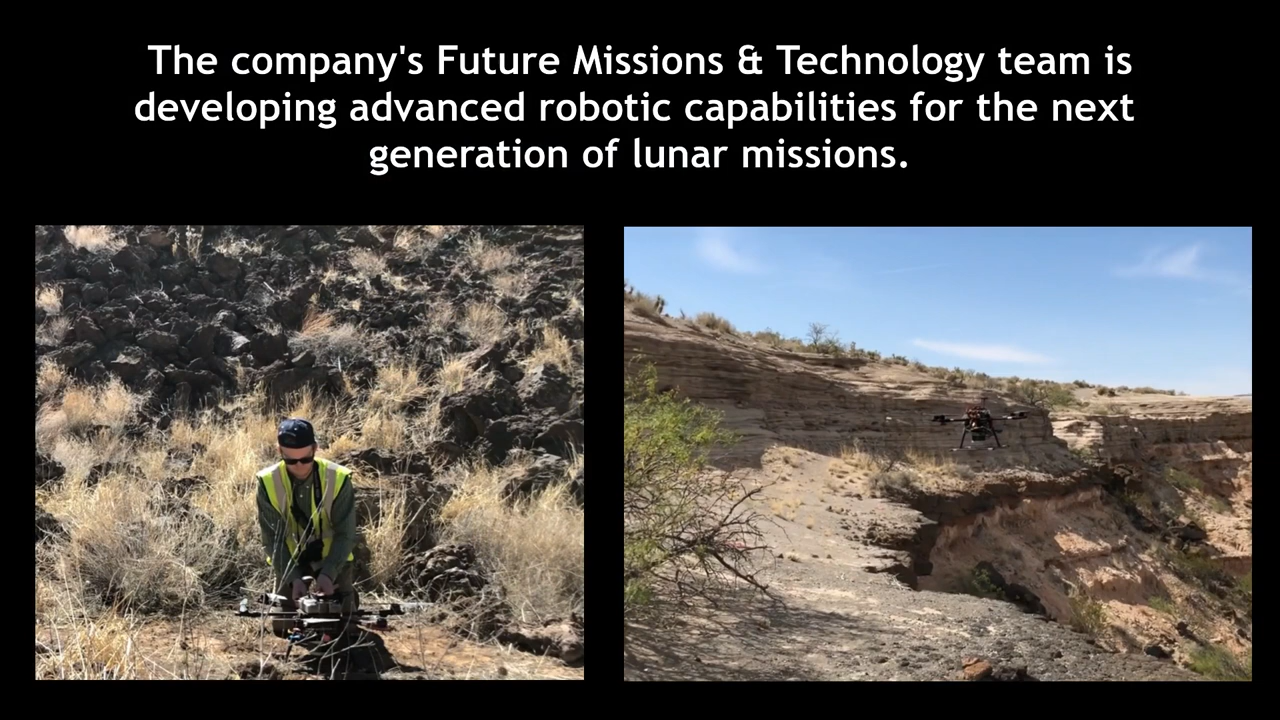 The company's Future Missions & Technology team is
developing advanced robotic capabilities for the next
generation of lunar missions.